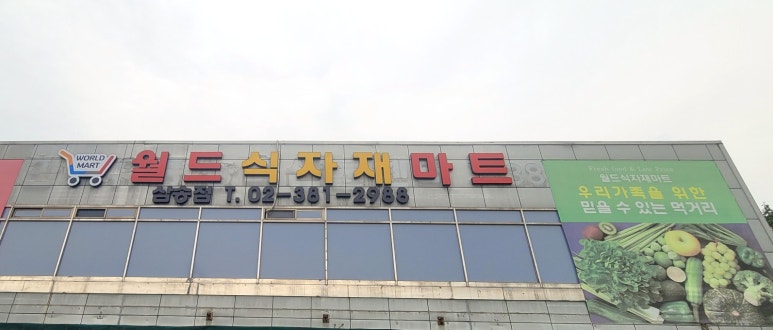 WORLD
MART
월드식자재마트
삼송점 T. 02-381-2988
Fresh Food & Low Price
월드식자재마트
우리가족을 위한
믿을 수 있는 먹거리